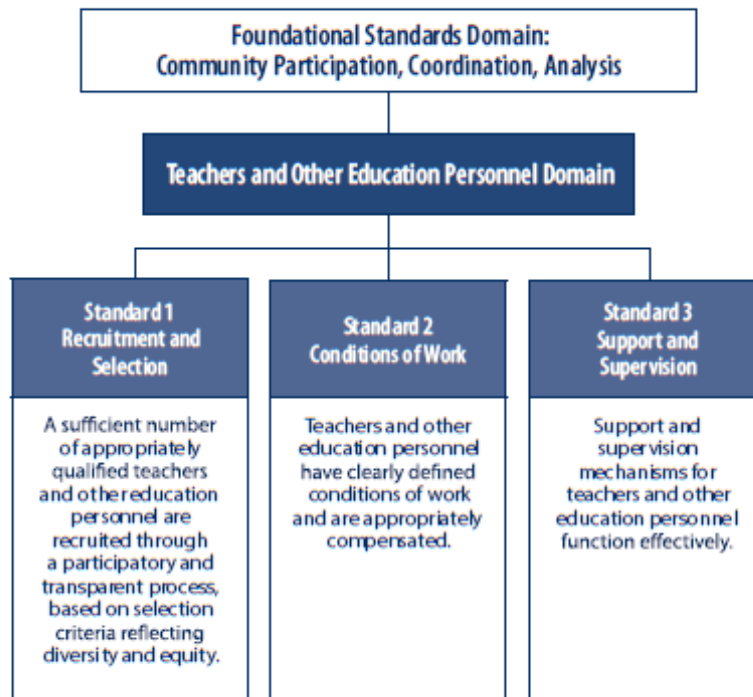 Foundational Standards Domain:
Community Participation, Coordination, Analysis
Teachers and Other Education Personnel Domain
Standard 1
Recruitment and
Selection
A sufficient number
of appropriately
qualified teachers
and other education
personnel are
recruited through
a participatory and
transparent process,
based on selection
criteria reflecting
diversity and equity.
Standard 2
Conditions of Work
Teachers and other
education personnel
have clearly defined
conditions of work
and are appropriately
compensated.
Standard 3
Support and
Supervision
Support and
supervision
mechanisms for
teachers and other
education personnel
function effectively.